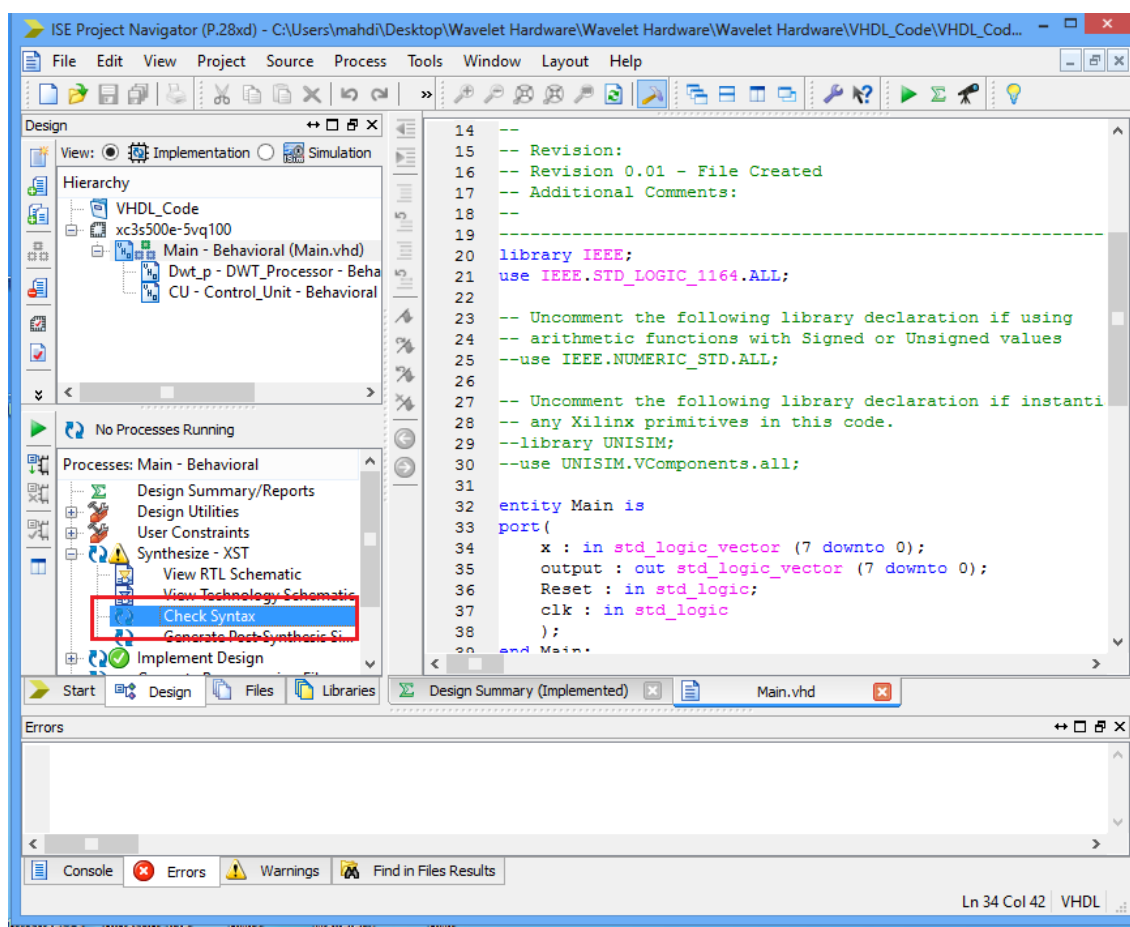 ISE Project Navigator (P.28xd) - C:\Users\mahdi\Desktop\Wavelet Hardware\Wavelet Hardware\Wavelet Hardware\VHDL_Code\VHDL_Cod...
File Edit View Project Source Process Tools Window Layout Help
Design
View: Implementation Simulation
Hierarchy
VHDL_Code
xc3s500e-5vq100
Main - Behavioral (Main.vhd)
Dwt_p - DWT_Processor - Beha
CU - Control_Unit - Behavioral
No Processes Running
Processes: Main - Behavioral
Design Summary/Reports
Design Utilities
User Constraints
Synthesize - XST
View RTL Schematic
View Technology Schematic
Check Syntax
Generate Post-Synthesis Si...
Implement Design
Start Design Files Libraries
14 --
15 -- Revision:
16 -- Revision 0.01 - File Created
17 -- Additional Comments:
18 --
19 ----------------------------------------------------------
20 library IEEE;
21 use IEEE.STD_LOGIC_1164.ALL;
22
23 -- Uncomment the following library declaration if using
24 -- arithmetic functions with Signed or Unsigned values
25 --use IEEE.NUMERIC_STD.ALL;
26
27 -- Uncomment the following library declaration if instanti
28 -- any Xilinx primitives in this code.
29 --library UNISIM;
30 --use UNISIM.VComponents.all;
31
32 entity Main is
33 port(
34 x : in std_logic_vector (7 downto 0);
35 output : out std_logic_vector (7 downto 0);
36 Reset : in std_logic;
37 clk : in std_logic
38 );
39 end Main;
Design Summary (Implemented) Main.vhd
Errors
Console Errors Warnings Find in Files Results
Ln 34 Col 42 VHDL